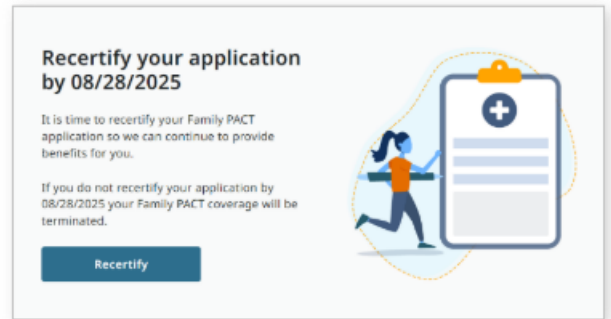 Recertify your application
by 08/28/2025
It is time to recertify your Family PACT
application so we can continue to provide
benefits for you.
If you do not recertify your application by
08/28/2025 your Family PACT coverage will be
terminated.
Recertify